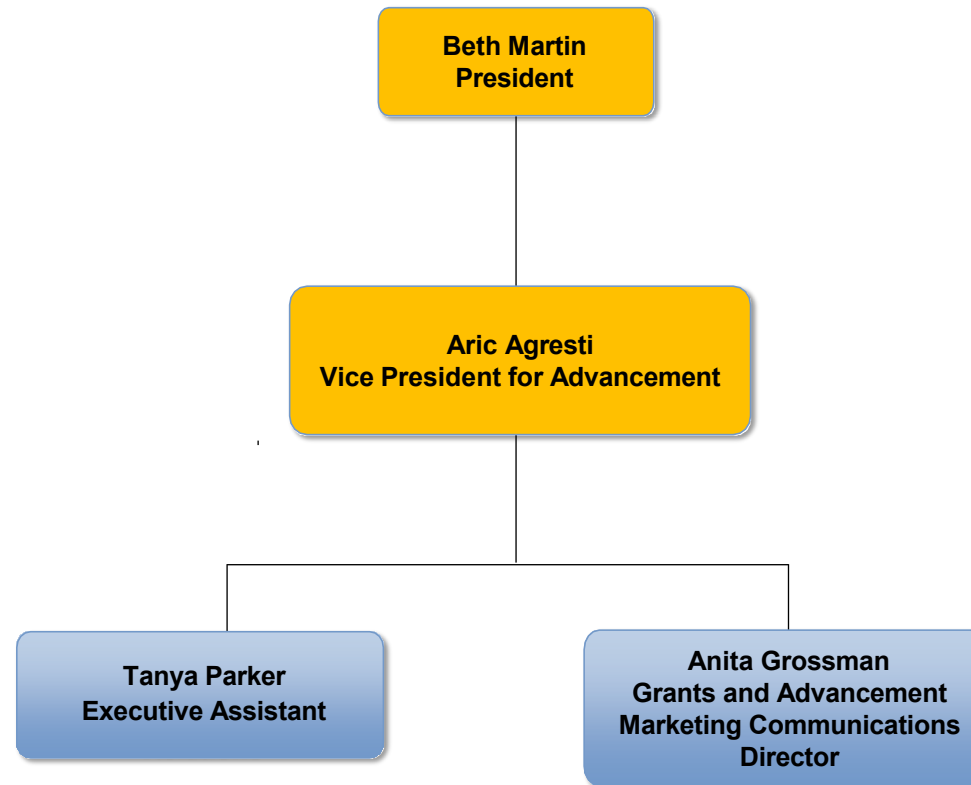 Beth Martin
President
Aric Agresti
Vice President for Advancement
Tanya Parker
Executive Assistant
Anita Grossman
Grants and Advancement
Marketing Communications
Director